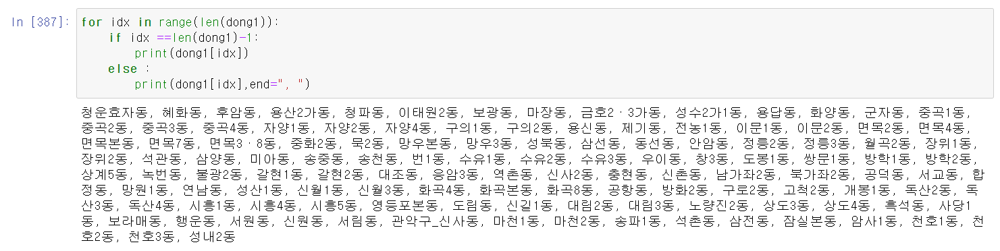 In [387]: for idx in range(len(dong1)):
    if idx ==len(dong1)-1:
        print(dong1[idx])
    else :
        print(dong1[idx],end=", ")
청운효자동, 혜화동, 후암동, 용산2가동, 청파동, 이태원2동, 보광동, 마장동, 금호2·3가동, 성수2가1동, 용답동, 화양동, 군자동, 중곡1동,
중곡2동, 중곡3동, 중곡4동, 자양1동, 자양2동, 자양4동, 구의1동, 구의2동, 용신동, 제기동, 전농1동, 이문1동, 이문2동, 면목2동, 면목4동,
면목본동, 면목7동, 면목3·8동, 중화2동, 묵2동, 망우본동, 망우3동, 성북동, 삼선동, 동선동, 안암동, 정릉2동, 정릉3동, 월곡2동, 장위1동,
장위2동, 석관동, 삼양동, 미아동, 송중동, 송천동, 번1동, 수유1동, 수유2동, 수유3동, 우이동, 창3동, 도봉1동, 쌍문1동, 방학1동, 방학2동,
상계5동, 녹번동, 불광2동, 갈현1동, 갈현2동, 대조동, 응암3동, 역촌동, 신사2동, 충현동, 신촌동, 남가좌2동, 북가좌2동, 공덕동, 서교동, 합
정동, 망원1동, 연남동, 성산1동, 신월1동, 신월3동, 화곡4동, 화곡본동, 화곡8동, 공항동, 방화2동, 구로2동, 고척2동, 개봉1동, 독산2동, 독
산3동, 독산4동, 시흥1동, 시흥4동, 시흥5동, 영등포본동, 도림동, 신길1동, 대림2동, 대림3동, 노량진2동, 상도3동, 상도4동, 흑석동, 사당1
동, 보라매동, 행운동, 서원동, 신원동, 서림동, 관악구_신사동, 마천1동, 마천2동, 송파1동, 석촌동, 삼전동, 잠실본동, 암사1동, 천호1동, 천
호2동, 천호3동, 성내2동